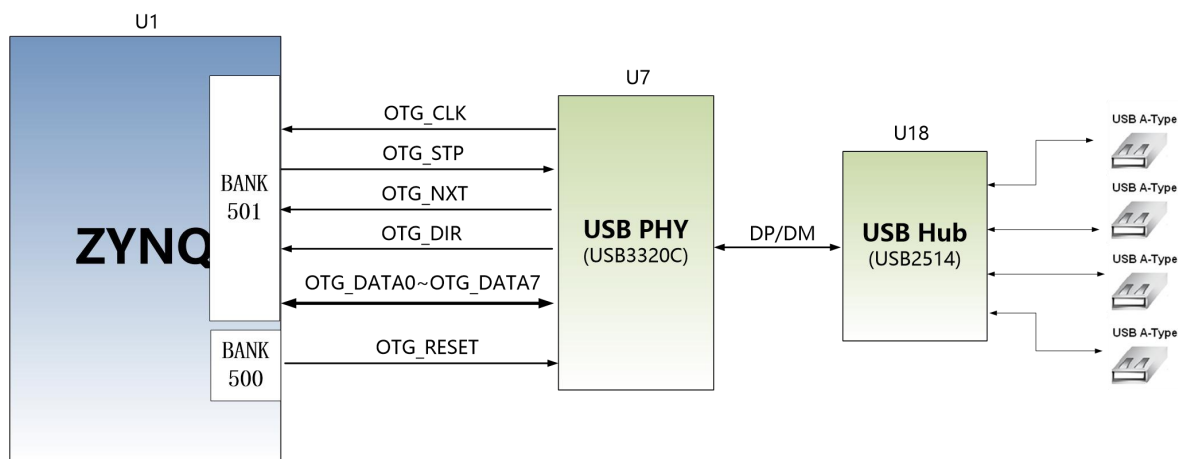 U1
ZYNQ
BANK
501
BANK
500
OTG_CLK
OTG_STP
OTG_NXT
OTG_DIR
OTG_DATA0~OTG_DATA7
OTG_RESET
U7
USB PHY
(USB3320C)
DP/DM
U18
USB Hub
(USB2514)
USB A-Type
USB A-Type
USB A-Type
USB A-Type